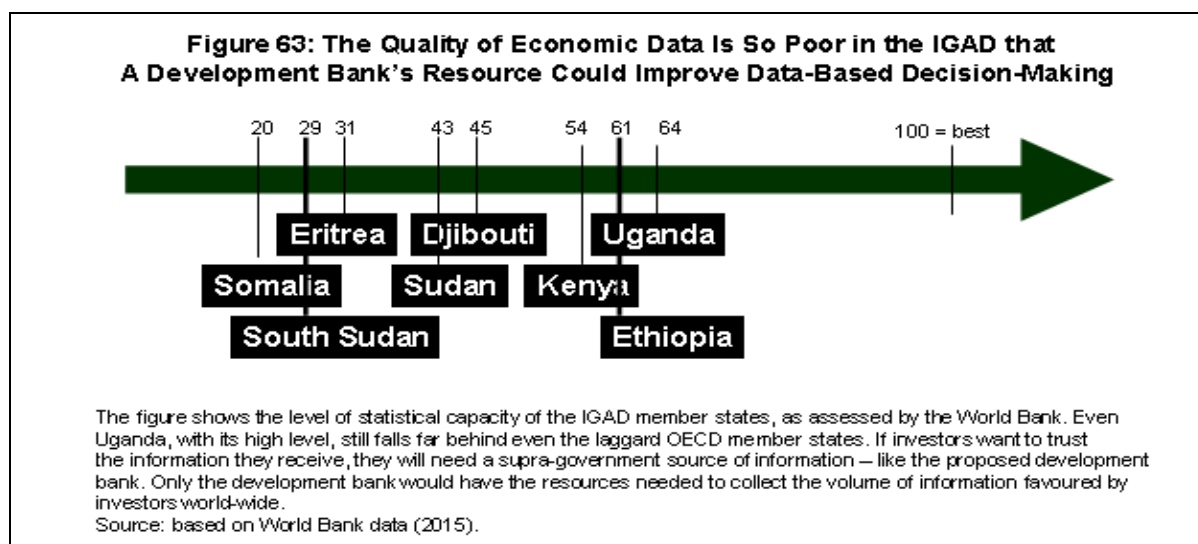 Figure 63: The Quality of Economic Data Is So Poor in the IGAD that
A Development Bank's Resource Could Improve Data-Based Decision-Making
20 29 31 43 45 54 61 64 100 = best
Eritrea Djibouti Uganda
Somalia Sudan Kenya
South Sudan Ethiopia
The figure shows the level of statistical capacity of the IGAD member states, as assessed by the World Bank. Even
Uganda, with its high level, still falls far behind even the laggard OECD member states. If investors want to trust
the information they receive, they will need a supra-government source of information – like the proposed development
bank. Only the development bank would have the resources needed to collect the volume of information favoured by
investors world-wide.
Source: based on World Bank data (2015).